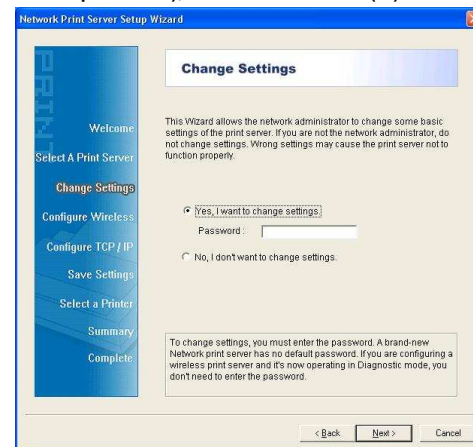 Network Print Server Setup Wizard
PRINT
Welcome
Select A Print Server
Change Settings
Configure Wireless
Configure TCP / IP
Save Settings
Select a Printer
Summary
Complete
Change Settings
This Wizard allows the network administrator to change some basic
settings of the print server. If you are not the network administrator, do
not change settings. Wrong settings may cause the print server not to
function properly.
Yes, I want to change settings.
Password :
No, I don't want to change settings.
To change settings, you must enter the password. A brand-new
Network print server has no default password. If you are configuring a
wireless print server and it's now operating in Diagnostic mode, you
don't need to enter the password.
< Back
Next >
Cancel